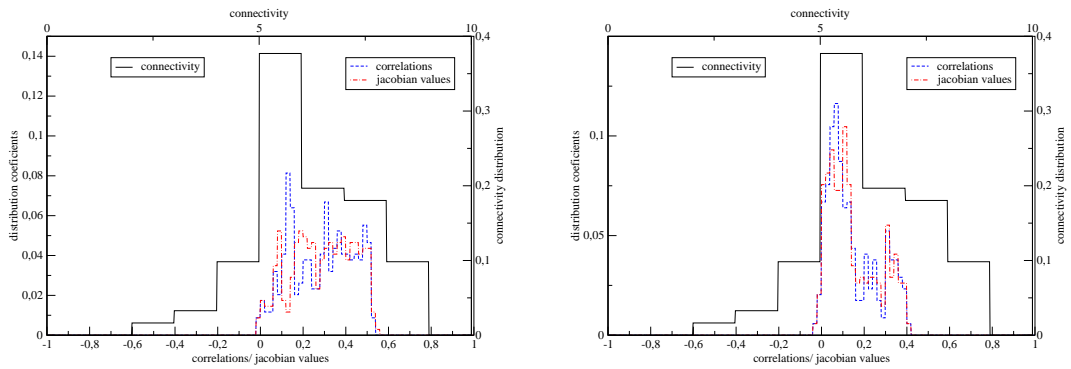 connectivity
0 5 10
0,14
0,12
0,1
0,08
0,06
0,04
0,02
0
distribution coeficients
connectivity
correlations
jacobian values
0,4
0,3
0,2
0,1
0
connectivity distribution
-1 -0,8 -0,6 -0,4 -0,2 0 0,2 0,4 0,6 0,8 1
correlations/ jacobian values
connectivity
0 5 10
0,1
0,05
0
distribution coeficients
connectivity
correlations
jacobian values
0,4
0,3
0,2
0,1
0
connectivity distribution
-1 -0,8 -0,6 -0,4 -0,2 0 0,2 0,4 0,6 0,8 1
correlations/ jacobian values